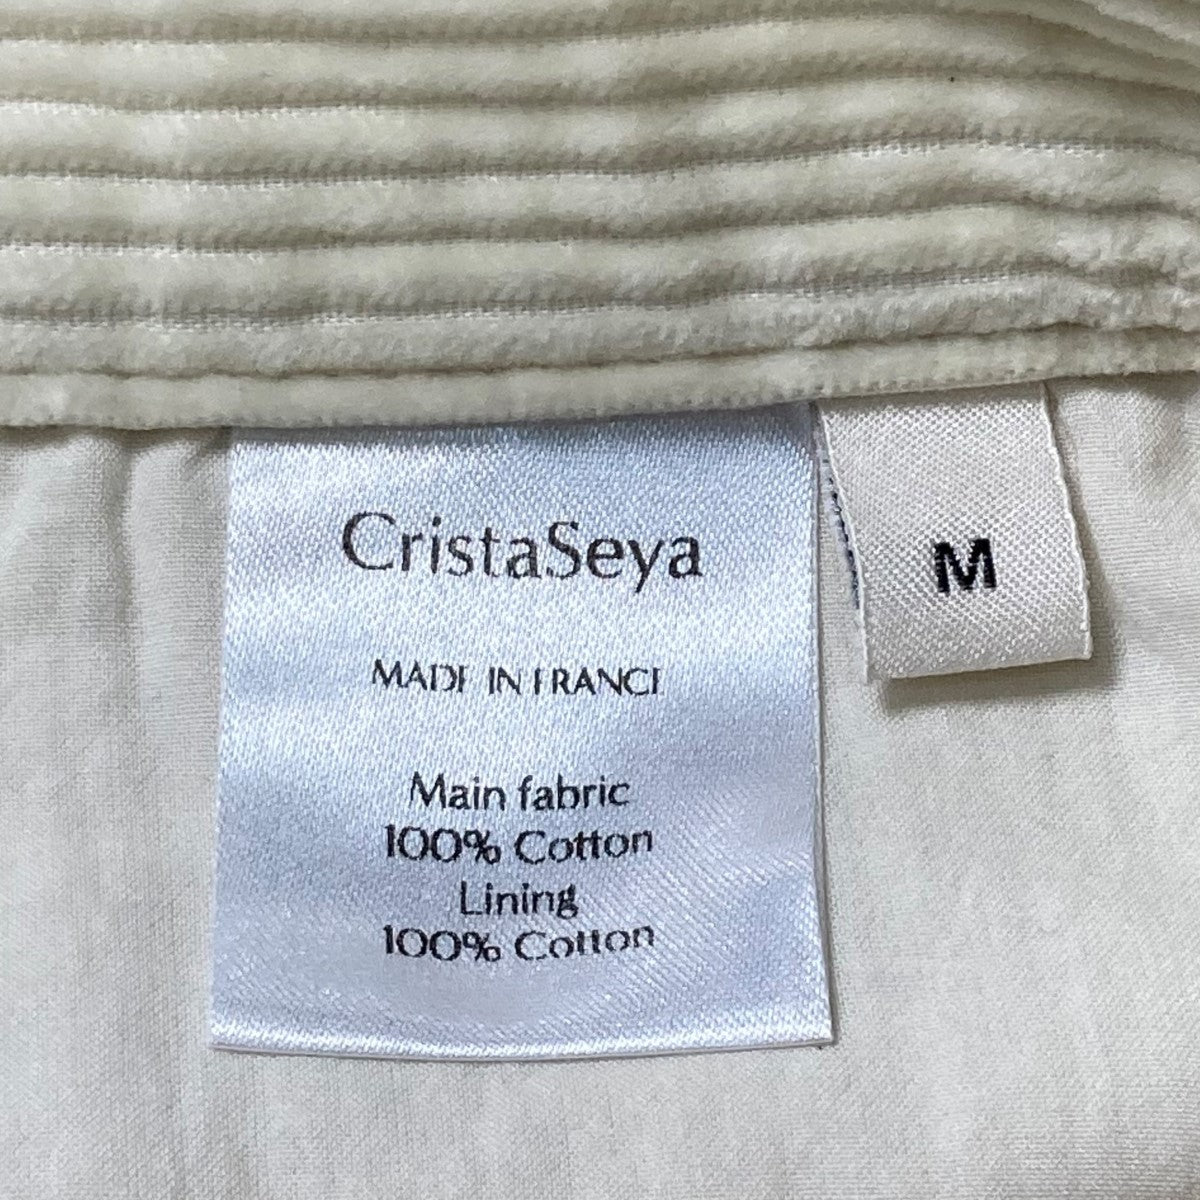 CristaSeya
M
MADE IN FRANCE
Main fabric
100% Cotton
Lining
100% Cotton